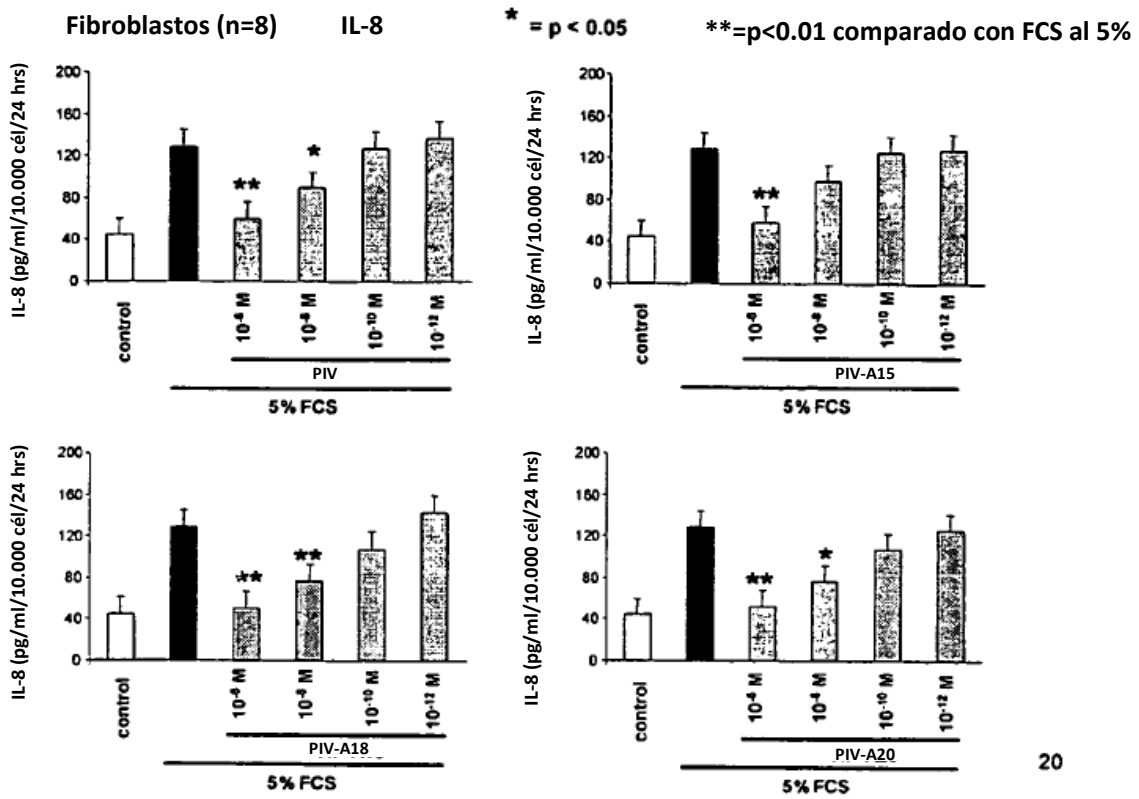 Fibroblastos (n=8) IL-8 * = p < 0.05 **=p<0.01 comparado con FCS al 5%
IL-8 (pg/ml/10.000 cél/24 hrs)
200
160
120
80
40
0
** *
control
10⁻⁶ M
10⁻⁸ M
10⁻¹⁰ M
10⁻¹² M
PIV
5% FCS
IL-8 (pg/ml/10.000 cél/24 hrs)
200
160
120
80
40
0
**
control
10⁻⁶ M
10⁻⁸ M
10⁻¹⁰ M
10⁻¹² M
PIV-A15
5% FCS
IL-8 (pg/ml/10.000 cél/24 hrs)
200
160
120
80
40
0
** **
control
10⁻⁶ M
10⁻⁸ M
10⁻¹⁰ M
10⁻¹² M
PIV-A18
5% FCS
IL-8 (pg/ml/10.000 cél/24 hrs)
200
160
120
80
40
0
** *
control
10⁻⁶ M
10⁻⁸ M
10⁻¹⁰ M
10⁻¹² M
PIV-A20
5% FCS
20